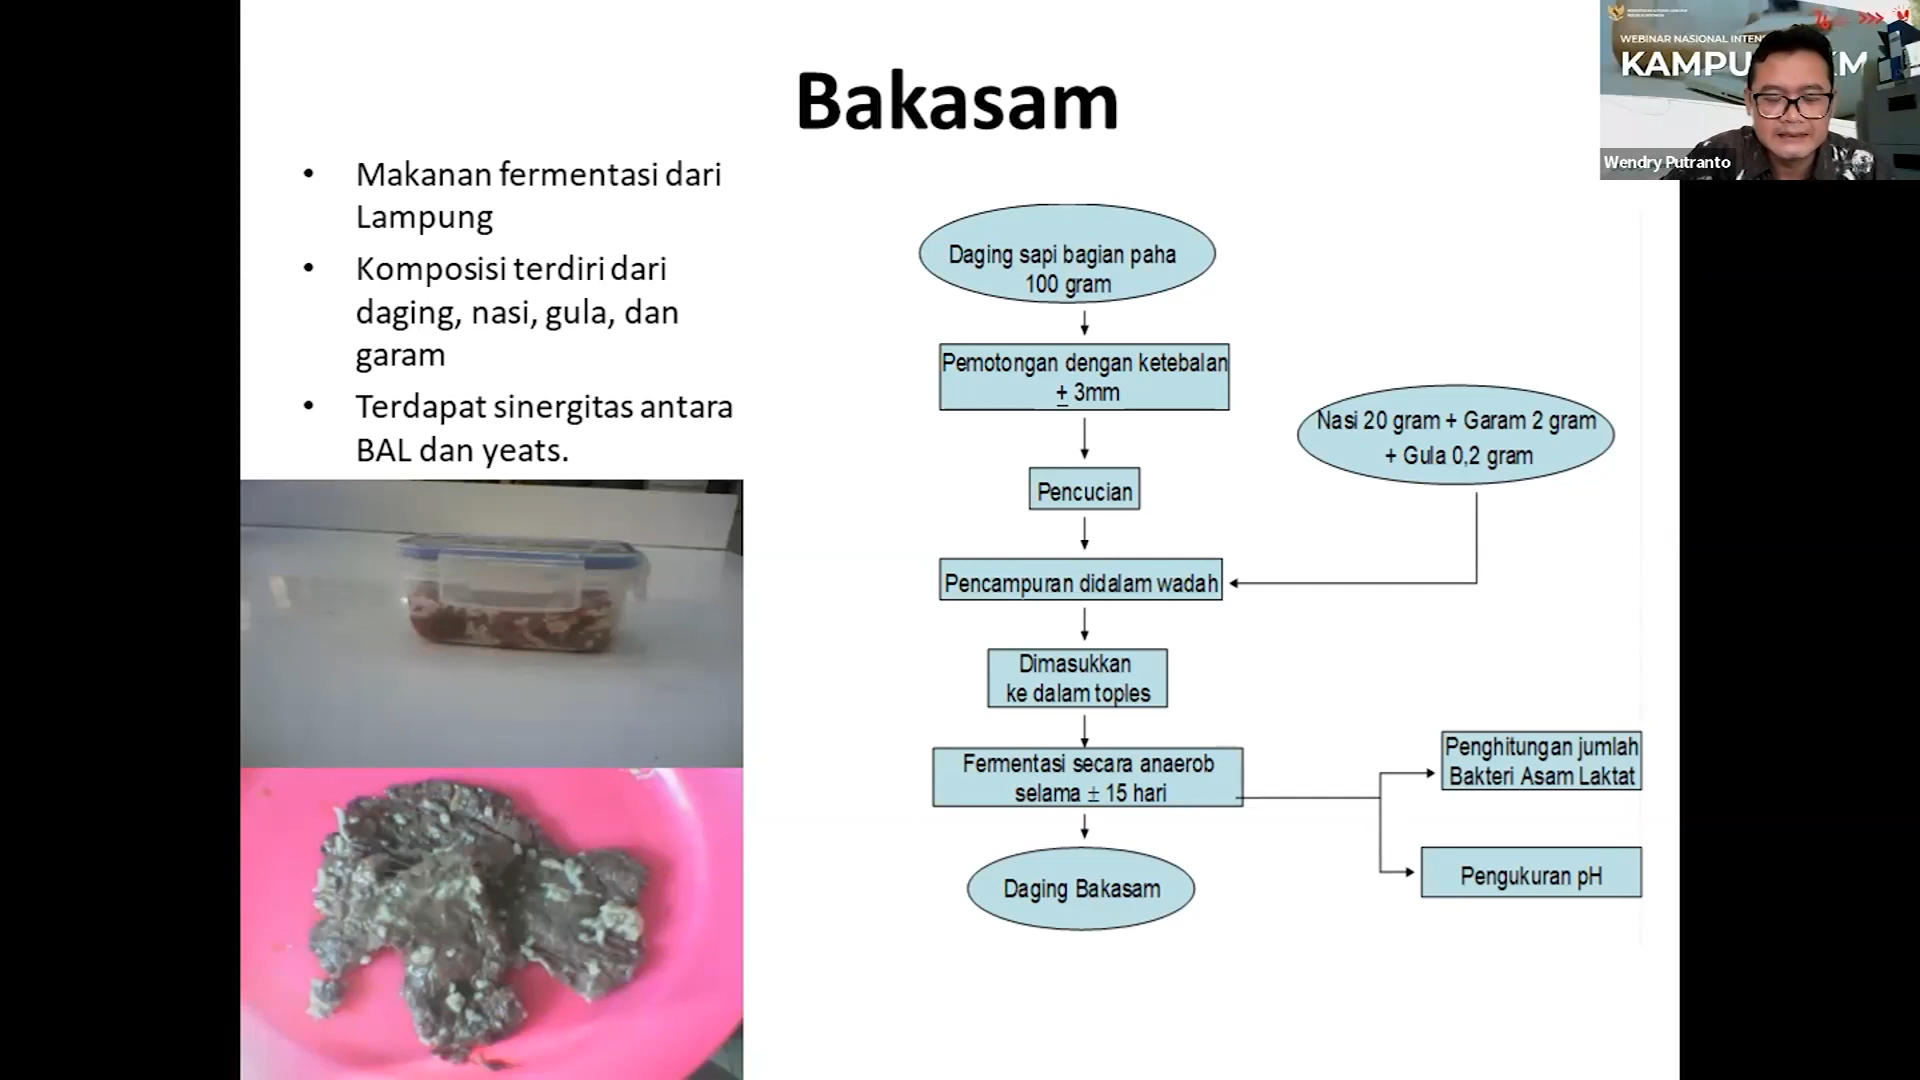 Bakasam
• Makanan fermentasi dari
Lampung
• Komposisi terdiri dari
daging, nasi, gula, dan
garam
• Terdapat sinergitas antara
BAL dan yeats.
Daging sapi bagian paha
100 gram
Pemotongan dengan ketebalan
± 3mm
Nasi 20 gram + Garam 2 gram
+ Gula 0,2 gram
Pencucian
Pencampuran didalam wadah
Dimasukkan
ke dalam toples
Fermentasi secara anaerob
selama ± 15 hari
Penghitungan jumlah
Bakteri Asam Laktat
Pengukuran pH
Daging Bakasam
WEBINAR NASIONAL
Wendry Putranto